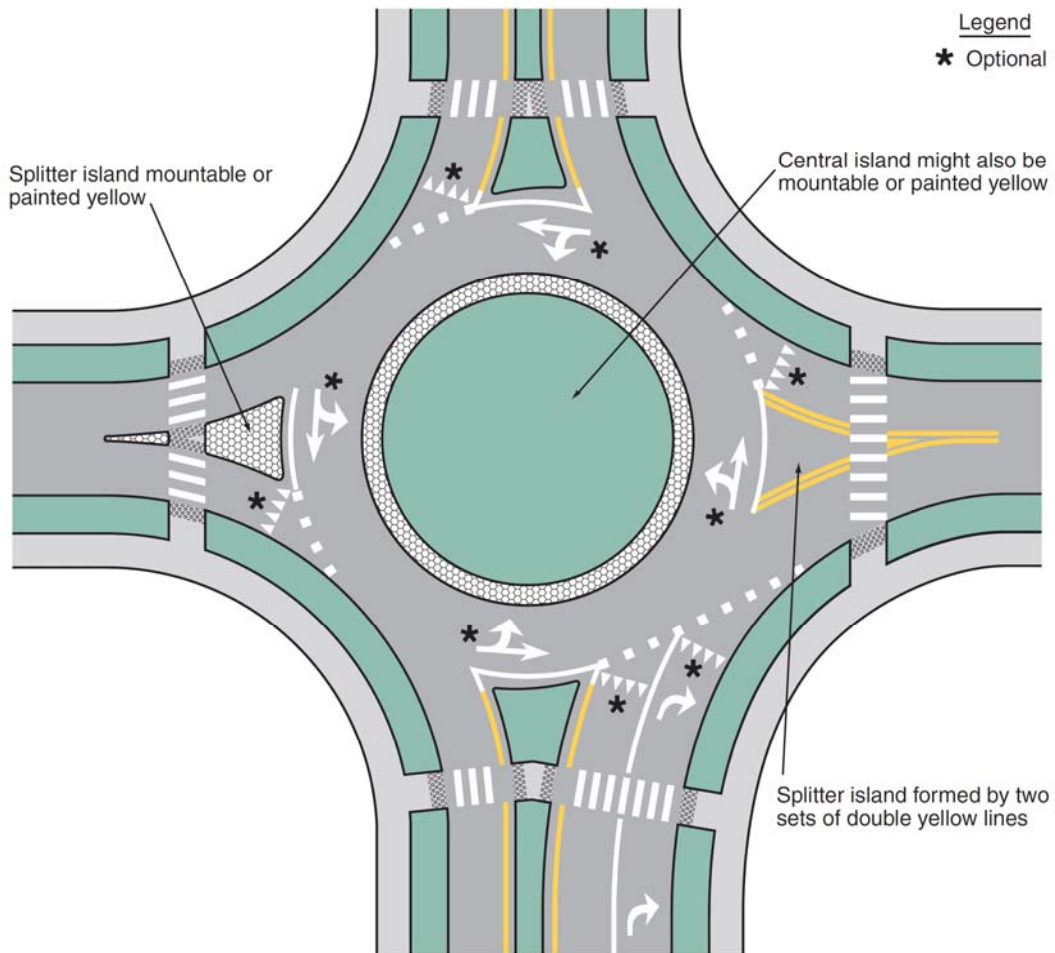 Legend
* Optional
Splitter island mountable or
painted yellow
Central island might also be
mountable or painted yellow
Splitter island formed by two
sets of double yellow lines